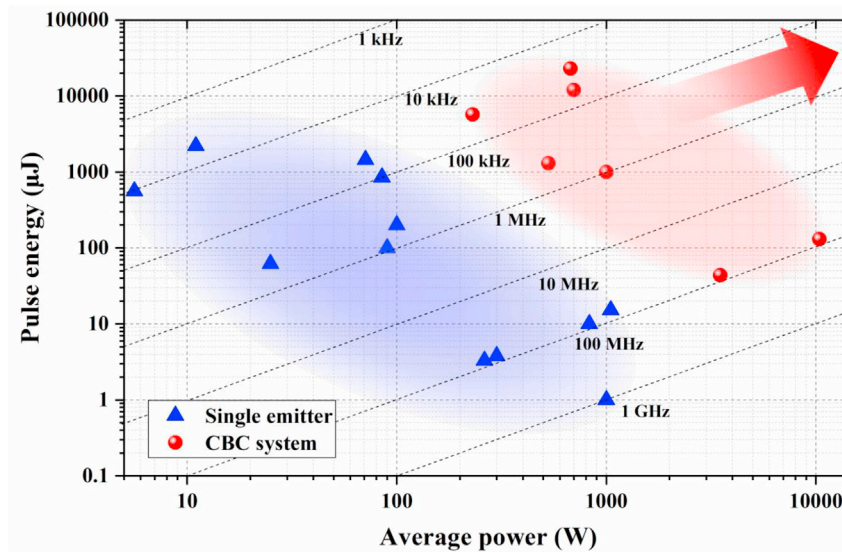 100000
10000
1000
100
10
1
0.1
Pulse energy (µJ)
1 kHz
10 kHz
100 kHz
1 MHz
10 MHz
100 MHz
1 GHz
Single emitter
CBC system
10
100
1000
10000
Average power (W)